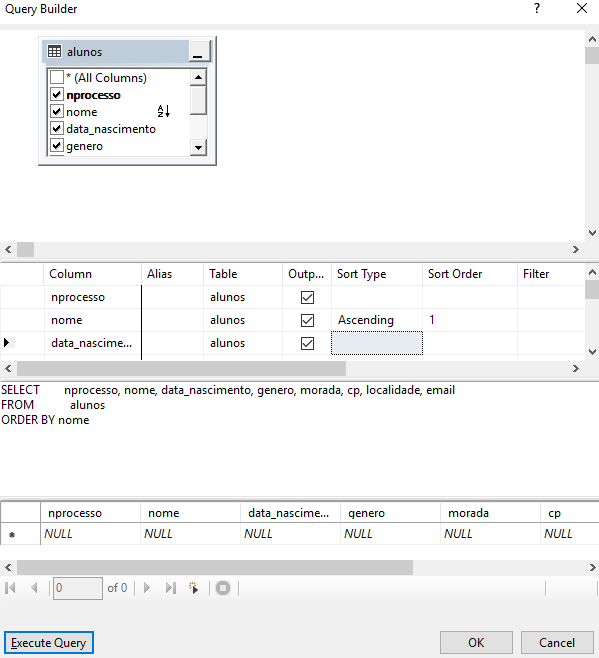 Query Builder ? ×
alunos
* (All Columns)
nprocesso
nome
data_nascimento
genero
Column Alias Table Outp... Sort Type Sort Order Filter
nprocesso alunos
nome alunos Ascending 1
data_nascime... alunos
SELECT nprocesso, nome, data_nascimento, genero, morada, cp, localidade, email
FROM alunos
ORDER BY nome
nprocesso nome data_nascime... genero morada cp
NULL NULL NULL NULL NULL NULL
0 of 0
Execute Query OK Cancel